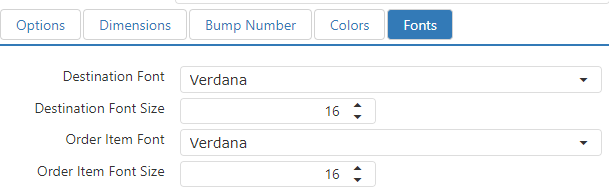 Options Dimensions Bump Number Colors Fonts
Destination Font Verdana
Destination Font Size 16
Order Item Font Verdana
Order Item Font Size 16